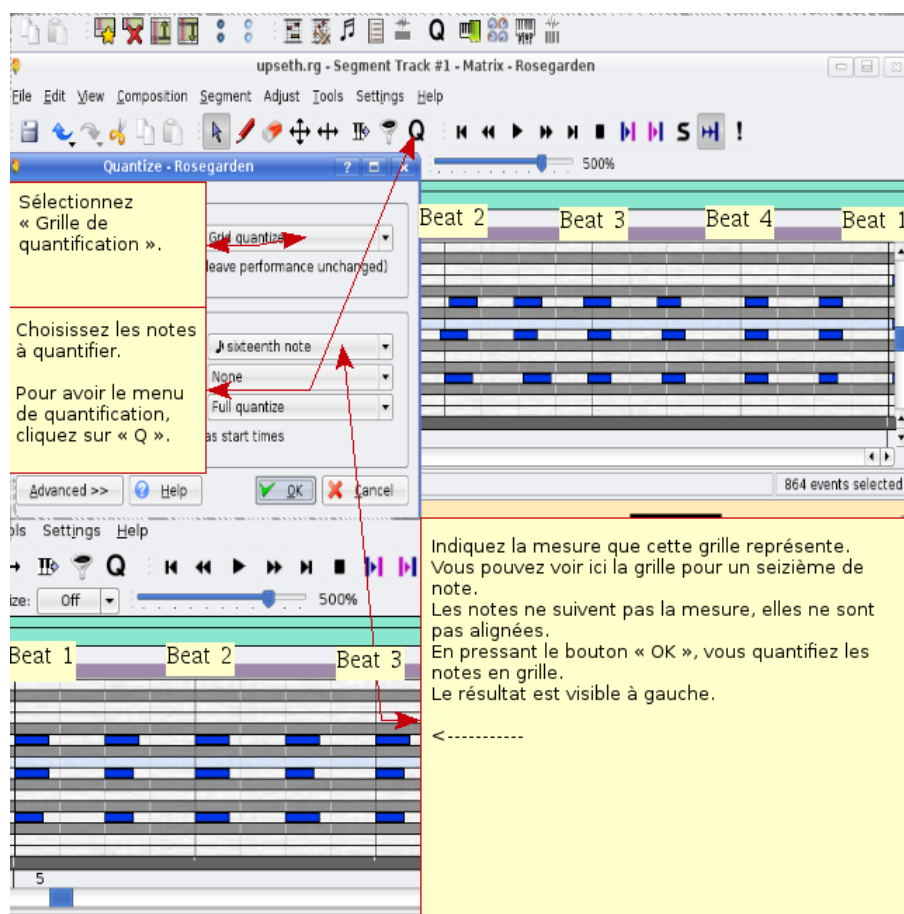 Q
upseth.rg - Segment Track #1 - Matrix - Rosegarden
File Edit View Composition Segment Adjust Tools Settings Help
Q S !
Quantize - Rosegarden ?
500%
Sélectionnez
« Grille de
quantification ».
Grid quantize
leave performance unchanged)
Beat 2 Beat 3 Beat 4 Beat 1
Choisissez les notes
à quantifier.
Pour avoir le menu
de quantification,
cliquez sur « Q ».
sixteenth note
None
Full quantize
as start times
Advanced >> Help OK Cancel
864 events selected
ols Settings Help
Q
ize: Off 500%
Beat 1 Beat 2 Beat 3
5
Indiquez la mesure que cette grille représente.
Vous pouvez voir ici la grille pour un seizième de
note.
Les notes ne suivent pas la mesure, elles ne sont
pas alignées.
En pressant le bouton « OK », vous quantifiez les
notes en grille.
Le résultat est visible à gauche.
<-----------